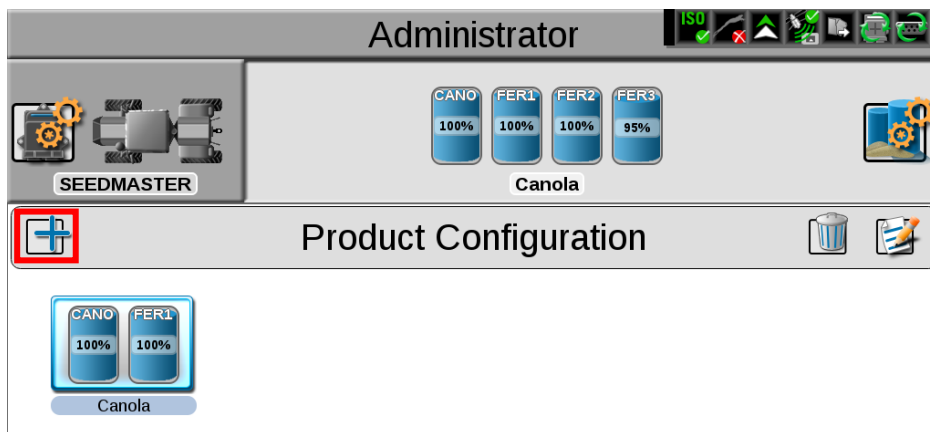 Administrator
ISO
CANO FER1 FER2 FER3
100% 100% 100% 95%
SEEDMASTER
Canola
Product Configuration
CANO FER1
100% 100%
Canola